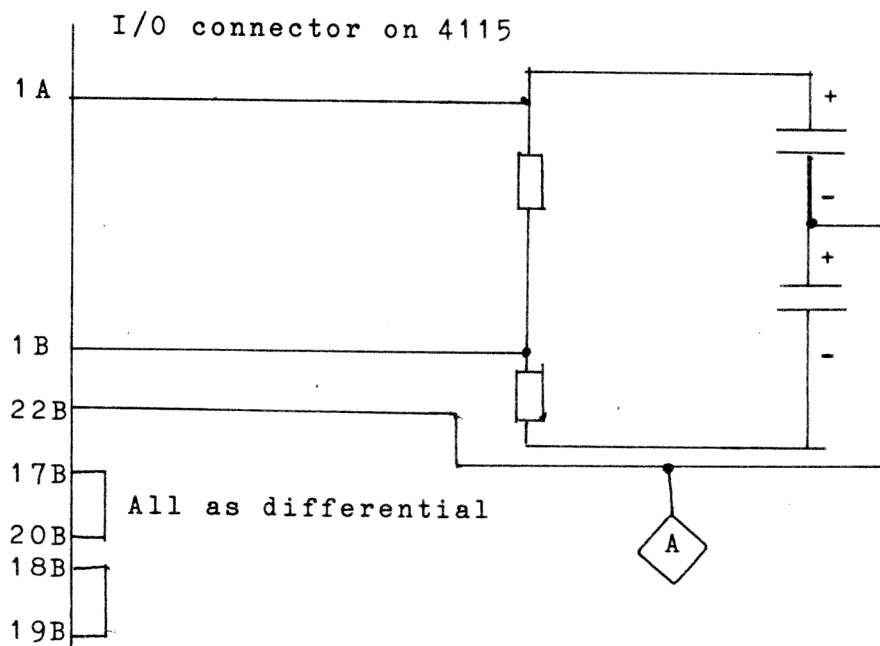 I/O connector on 4115
1A
+
-
+
1B
-
22B
17B
All as differential
20B
A
18B
19B